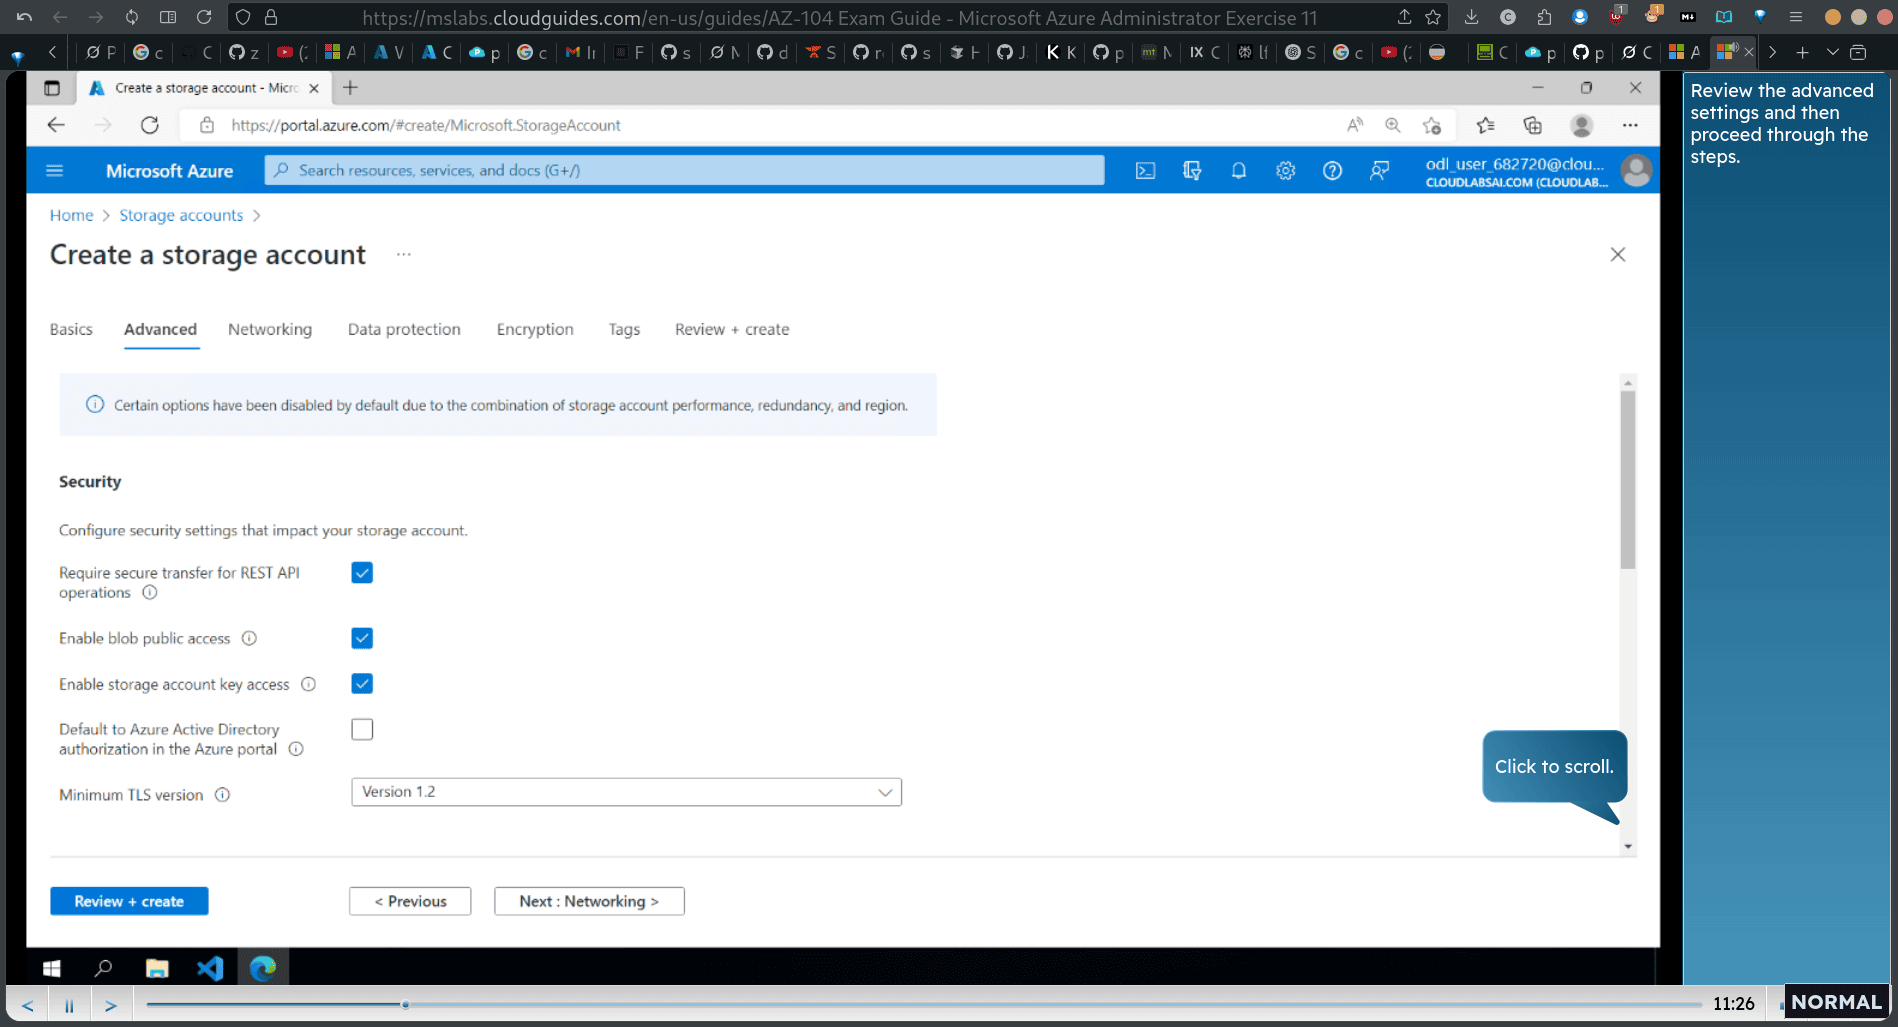 https://mslabs.cloudguides.com/en-us/guides/AZ-104 Exam Guide - Microsoft Azure Administrator Exercise 11
Create a storage account - Micro
https://portal.azure.com/#create/Microsoft.StorageAccount
Microsoft Azure
Search resources, services, and docs (G+/)
odl_user_682720@clou...
CLOUDLABSAI.COM (CLOUDLAB...
Home > Storage accounts >
Create a storage account ...
Basics Advanced Networking Data protection Encryption Tags Review + create
Certain options have been disabled by default due to the combination of storage account performance, redundancy, and region.
Security
Configure security settings that impact your storage account.
Require secure transfer for REST API
operations
Enable blob public access
Enable storage account key access
Default to Azure Active Directory
authorization in the Azure portal
Minimum TLS version
Version 1.2
Click to scroll.
Review + create
< Previous
Next : Networking >
Review the advanced
settings and then
proceed through the
steps.
11:26
NORMAL